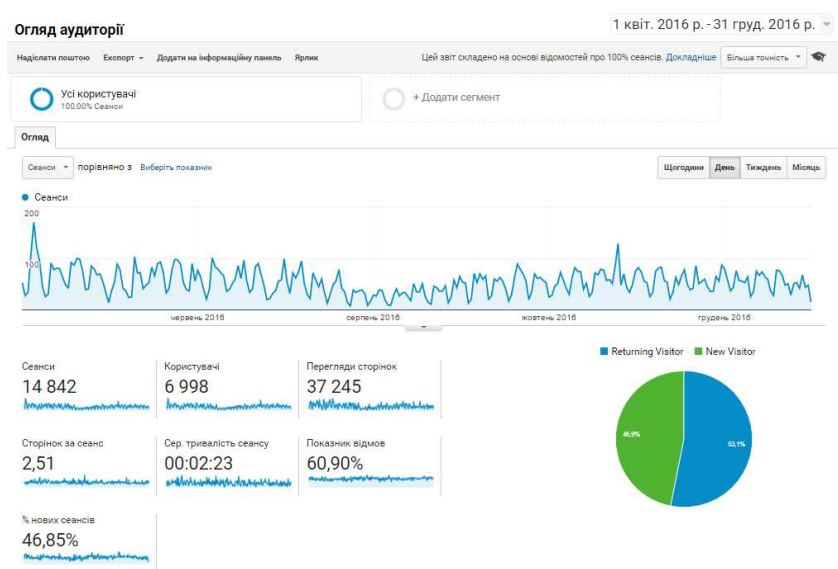 Огляд аудиторії
1 квіт. 2016 р. - 31 груд. 2016 р.
Надіслати поштою Експорт Додати на інформаційну панель Ярлик
Цей звіт складено на основі відомостей про 100% сеансів. Докладніше Більша точність
Усі користувачі
100,00% Сеанси
+ Додати сегмент
Огляд
Сеанси порівняно з Виберіть показник
Щогодини День Тиждень Місяць
Сеанси
200
100
червень 2016 серпень 2016 жовтень 2016 грудень 2016
Returning Visitor New Visitor
Сеанси Користувачі Перегляди сторінок
14 842 6 998 37 245
Сторінок за сеанс Сер. тривалість сеансу Показник відмов
2,51 00:02:23 60,90%
% нових сеансів
46,85%
46,9%
53,1%